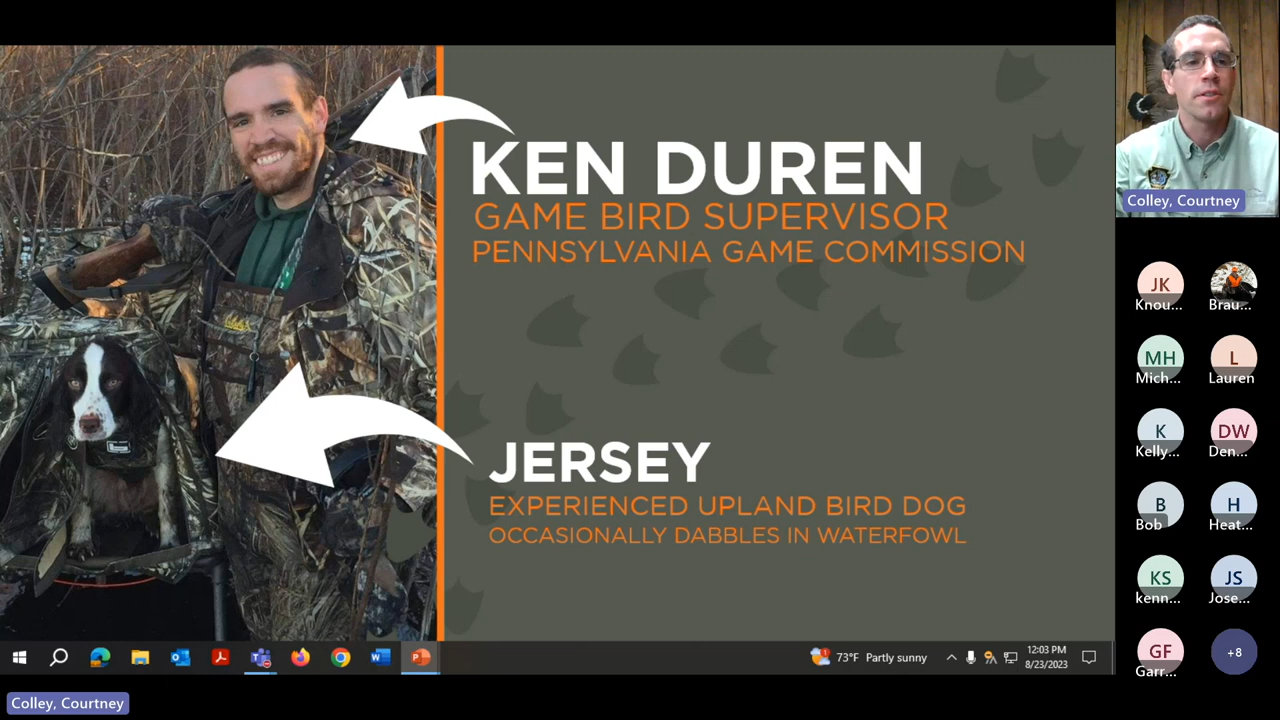 KEN DUREN
GAME BIRD SUPERVISOR
PENNSYLVANIA GAME COMMISSION
JERSEY
EXPERIENCED UPLAND BIRD DOG
OCCASIONALLY DABBLES IN WATERFOWL
Colley, Courtney
JK
Knou...
Brau...
MH
Mich...
L
Lauren
K
Kelly...
DW
Den...
B
Bob
H
Heat...
KS
kenn...
JS
Jose...
GF
Garr...
+8
73°F Partly sunny
12:03 PM
8/23/2023
Colley, Courtney